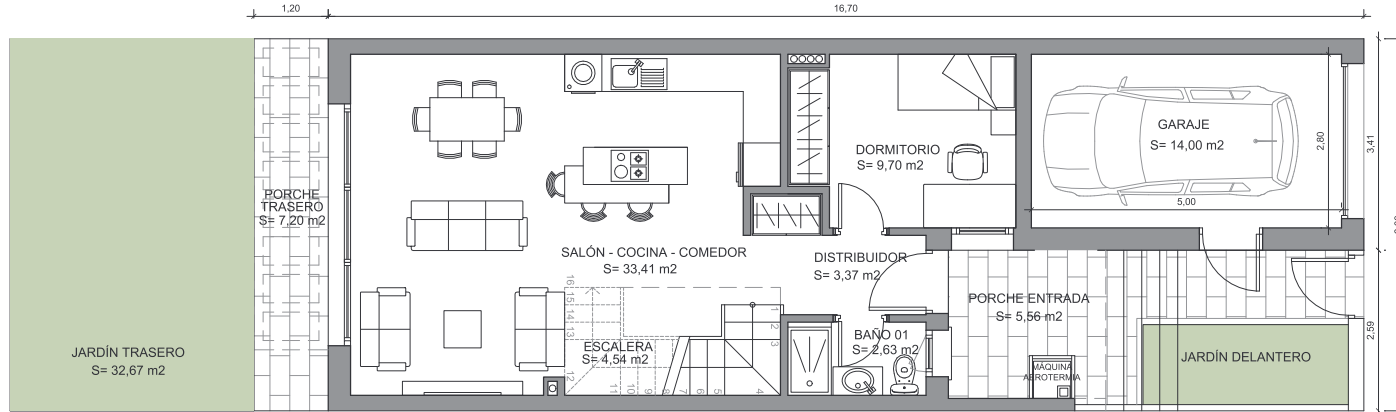 1,20
16,70
PORCHE
TRASERO
S= 7,20 m2
JARDÍN TRASERO
S= 32,67 m2
SALÓN - COCINA - COMEDOR
S= 33,41 m2
ESCALERA
S= 4,54 m2
16
15
14
13
12
11
10
9
8
7
6
5
4
3
2
1
DORMITORIO
S= 9,70 m2
DISTRIBUIDOR
S= 3,37 m2
BAÑO 01
S= 2,63 m2
GARAJE
S= 14,00 m2
2,80
5,00
3,41
2,59
PORCHE ENTRADA
S= 5,56 m2
MÁQUINA
AEROTERMIA
JARDÍN DELANTERO